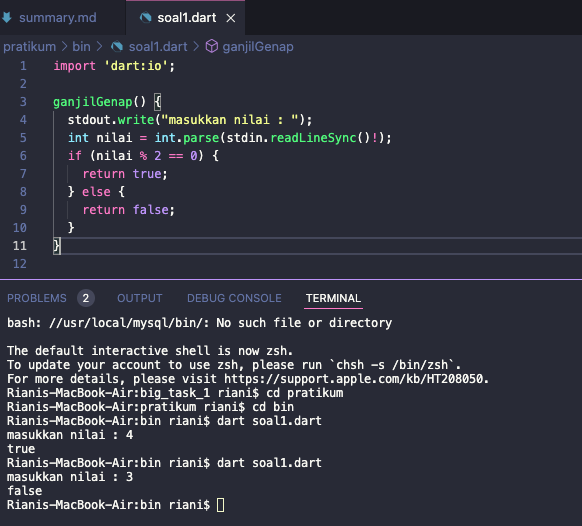 summary.md
soal1.dart
pratikum > bin > soal1.dart > ganjilGenap
1 import 'dart:io';
2
3 ganjilGenap() {
4 stdout.write("masukkan nilai : ");
5 int nilai = int.parse(stdin.readLineSync()!);
6 if (nilai % 2 == 0) {
7 return true;
8 } else {
9 return false;
10 }
11 }
12
PROBLEMS 2 OUTPUT DEBUG CONSOLE TERMINAL
bash: //usr/local/mysql/bin/: No such file or directory
The default interactive shell is now zsh.
To update your account to use zsh, please run `chsh -s /bin/zsh`.
For more details, please visit https://support.apple.com/kb/HT208050.
Rianis-MacBook-Air:big_task_1 riani$ cd pratikum
Rianis-MacBook-Air:pratikum riani$ cd bin
Rianis-MacBook-Air:bin riani$ dart soal1.dart
masukkan nilai : 4
true
Rianis-MacBook-Air:bin riani$ dart soal1.dart
masukkan nilai : 3
false
Rianis-MacBook-Air:bin riani$